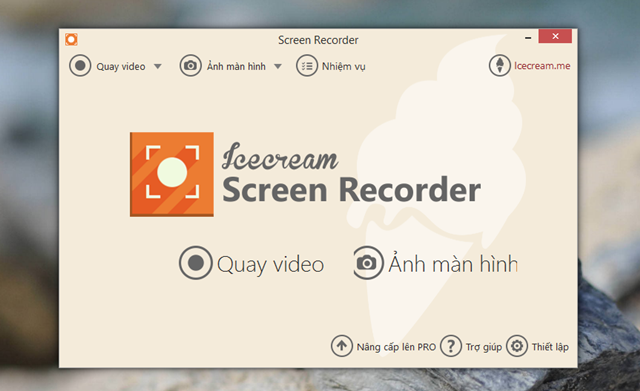 Screen Recorder
Quay video
Ảnh màn hình
Nhiệm vụ
Icecream.me
Icecream
Screen Recorder
Quay video
Ảnh màn hình
Nâng cấp lên PRO
Trợ giúp
Thiết lập